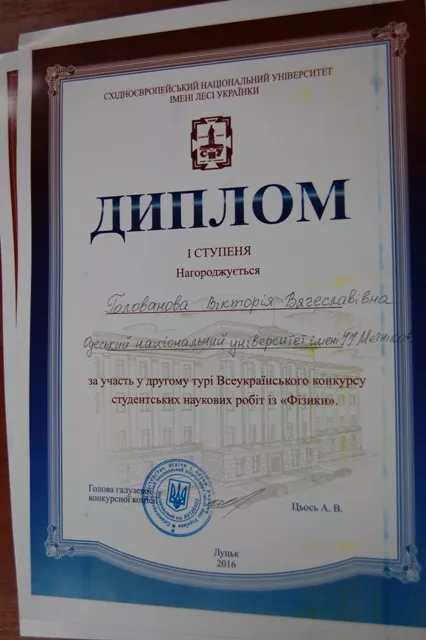 СХІДНОЄВРОПЕЙСЬКИЙ НАЦІОНАЛЬНИЙ УНІВЕРСИТЕТ
ІМЕНІ ЛЕСІ УКРАЇНКИ
ДИПЛОМ
І СТУПЕНЯ
Нагороджується
Голованова Вікторія Вячеславівна
Одеський національний університет імені І.І.Мечникова
за участь у другому турі Всеукраїнського конкурсу
студентських наукових робіт із «Фізики».
Голова галузевої
конкурсної комісії
Цьось А. В.
Луцьк
2016